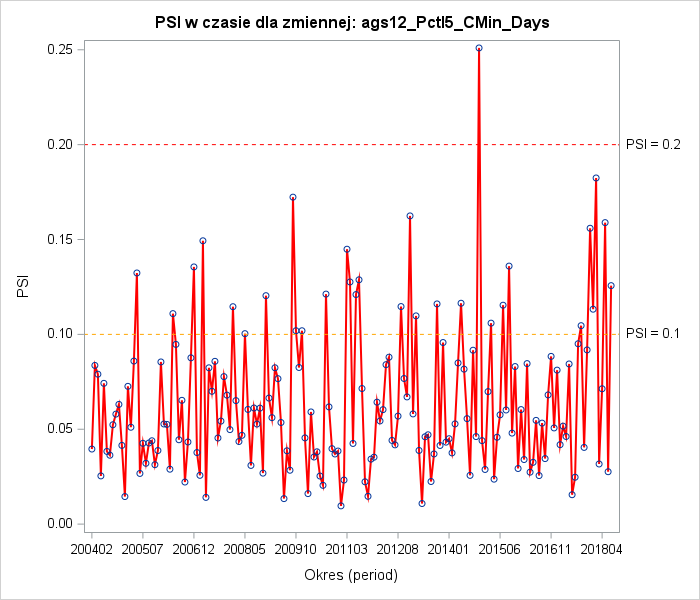 PSI w czasie dla zmiennej: ags12_Pctl5_CMin_Days
0.25
0.20
PSI = 0.2
0.15
PSI
0.10
PSI = 0.1
0.05
0.00
200402 200507 200612 200805 200910 201103 201208 201401 201506 201611 201804
Okres (period)